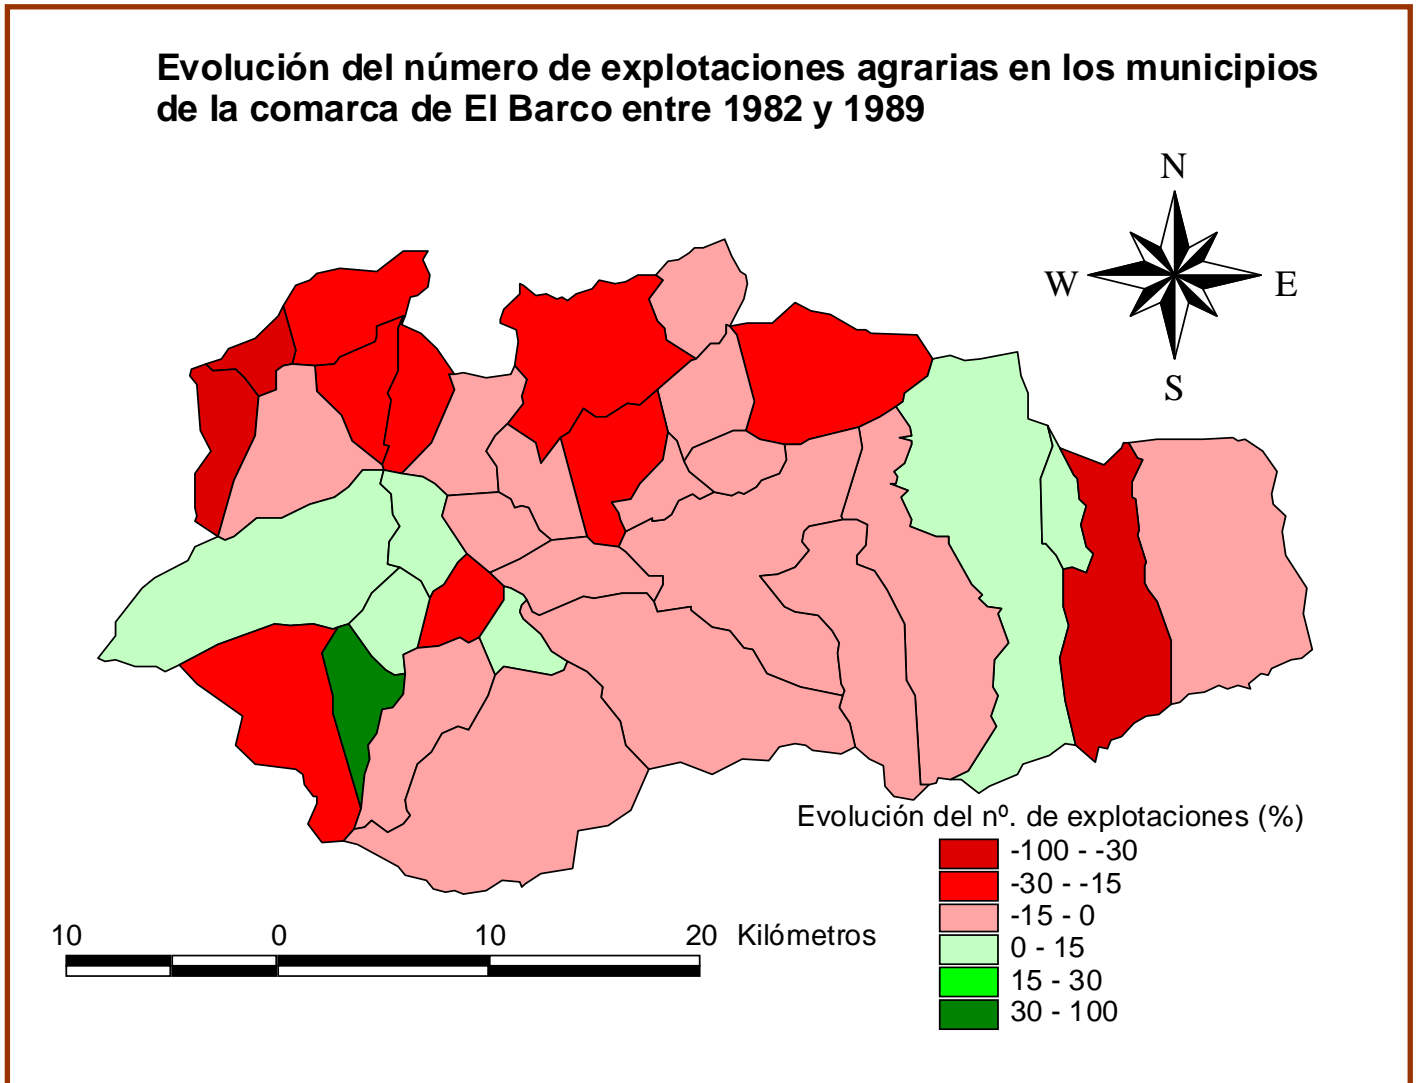 Evolución del número de explotaciones agrarias en los municipios
de la comarca de El Barco entre 1982 y 1989
N
W
E
S
Evolución del nº. de explotaciones (%)
-100 - -30
-30 - -15
-15 - 0
0 - 15
15 - 30
30 - 100
10 0 10 20 Kilómetros